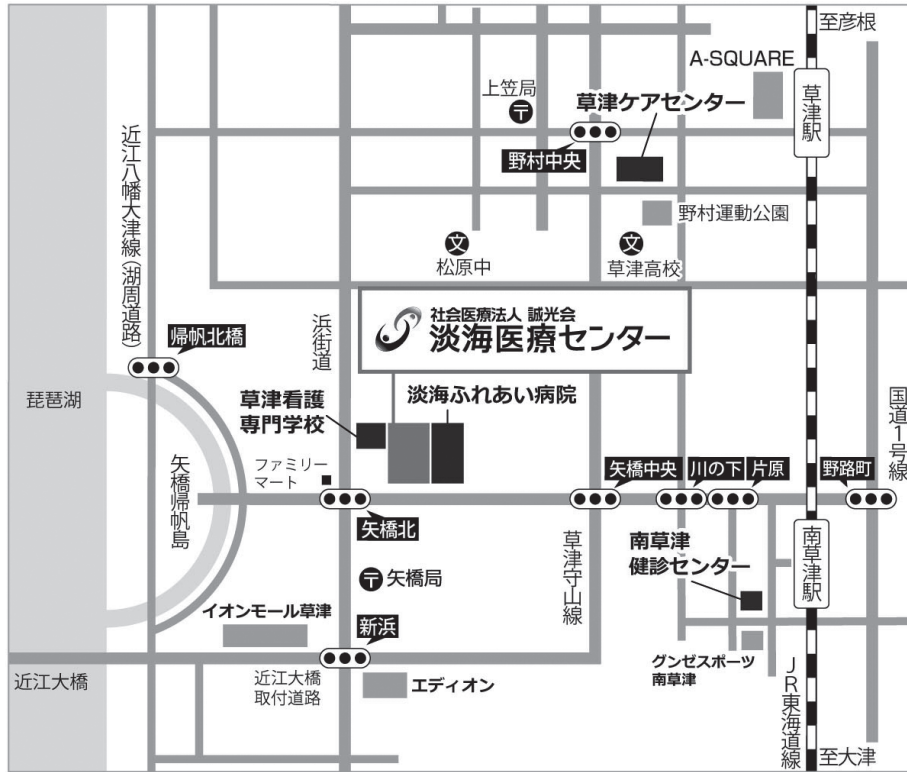 至彦根
A-SQUARE
草津駅
上笠局
〒
草津ケアセンター
野村中央
近江八幡大津線(湖周道路)
野村運動公園
文
松原中
文
草津高校
社会医療法人 誠光会
淡海医療センター
浜街道
帰帆北橋
琵琶湖
草津看護
専門学校
淡海ふれあい病院
国道1号線
矢橋帰帆島
ファミリー
マート
矢橋中央
川の下
片原
野路町
矢橋北
草津守山線
南草津
健診センター
南草津駅
〒
矢橋局
イオンモール草津
新浜
グンゼスポーツ
南草津
近江大橋
近江大橋
取付道路
エディオン
JR東海道線
至大津